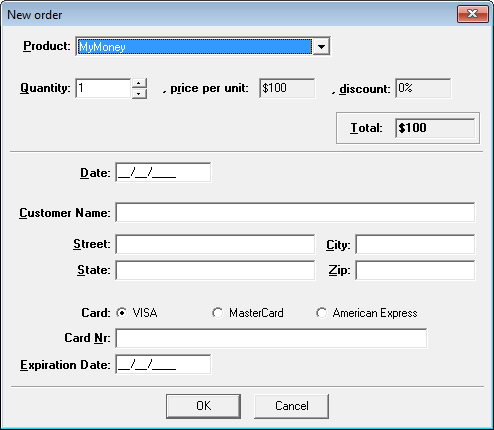 New order
Product: MyMoney
Quantity: 1 , price per unit: $100 , discount: 0%
Total: $100
Date: __/__/____
Customer Name:
Street: City:
State: Zip:
Card: VISA MasterCard American Express
Card Nr:
Expiration Date: __/__/____
OK Cancel